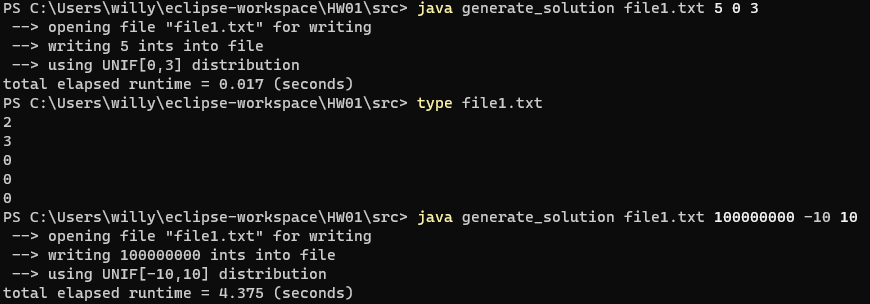 PS C:\Users\willy\eclipse-workspace\HW01\src> java generate_solution file1.txt 5 0 3
 --> opening file "file1.txt" for writing
 --> writing 5 ints into file
 --> using UNIF[0,3] distribution
total elapsed runtime = 0.017 (seconds)
PS C:\Users\willy\eclipse-workspace\HW01\src> type file1.txt
2
3
0
0
0
PS C:\Users\willy\eclipse-workspace\HW01\src> java generate_solution file1.txt 100000000 -10 10
 --> opening file "file1.txt" for writing
 --> writing 100000000 ints into file
 --> using UNIF[-10,10] distribution
total elapsed runtime = 4.375 (seconds)